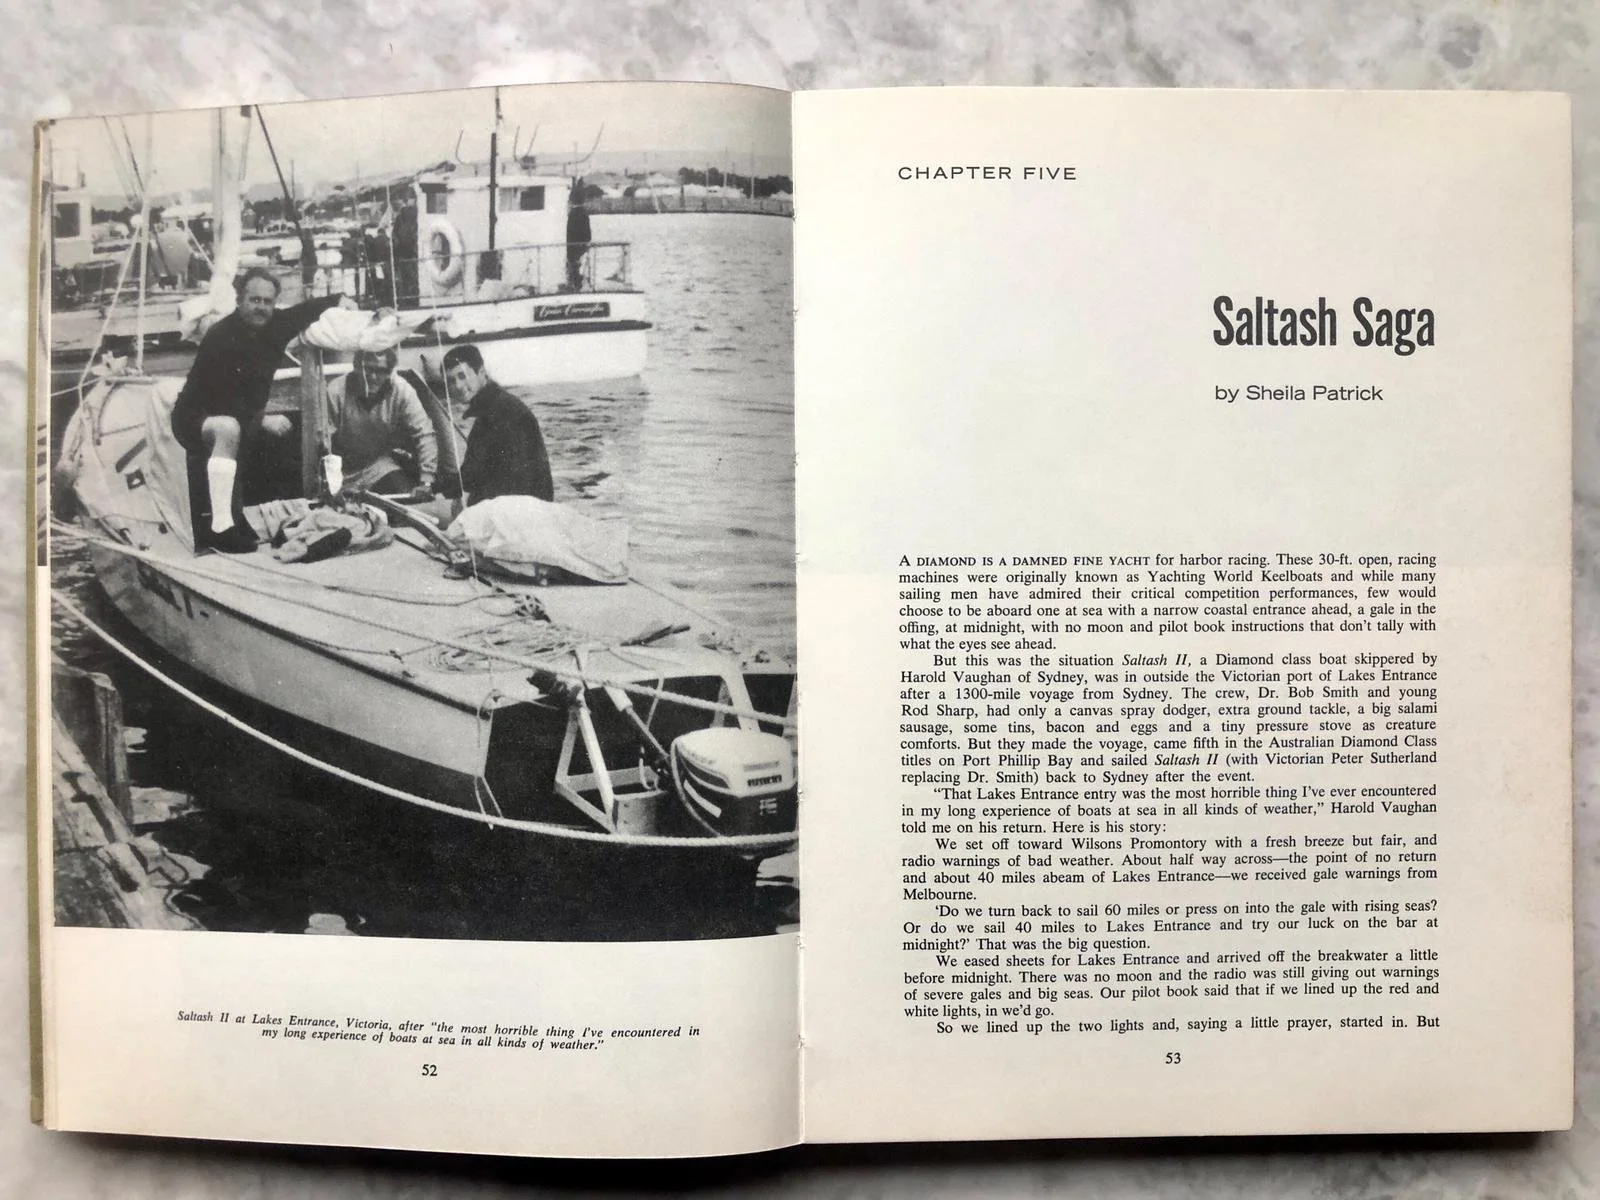 Saltash II at Lakes Entrance, Victoria, after "the most horrible thing I've encountered in
my long experience of boats at sea in all kinds of weather."
52
CHAPTER FIVE
Saltash Saga
by Sheila Patrick
A DIAMOND IS A DAMNED FINE YACHT for harbor racing. These 30-ft. open, racing
machines were originally known as Yachting World Keelboats and while many
sailing men have admired their critical competition performances, few would
choose to be aboard one at sea with a narrow coastal entrance ahead, a gale in the
offing, at midnight, with no moon and pilot book instructions that don't tally with
what the eyes see ahead.
But this was the situation Saltash II, a Diamond class boat skippered by
Harold Vaughan of Sydney, was in outside the Victorian port of Lakes Entrance
after a 1300-mile voyage from Sydney. The crew, Dr. Bob Smith and young
Rod Sharp, had only a canvas spray dodger, extra ground tackle, a big salami
sausage, some tins, bacon and eggs and a tiny pressure stove as creature
comforts. But they made the voyage, came fifth in the Australian Diamond Class
titles on Port Phillip Bay and sailed Saltash II (with Victorian Peter Sutherland
replacing Dr. Smith) back to Sydney after the event.
"That Lakes Entrance entry was the most horrible thing I've ever encountered
in my long experience of boats at sea in all kinds of weather," Harold Vaughan
told me on his return. Here is his story:
We set off toward Wilsons Promontory with a fresh breeze but fair, and
radio warnings of bad weather. About half way across—the point of no return
and about 40 miles abeam of Lakes Entrance—we received gale warnings from
Melbourne.
'Do we turn back to sail 60 miles or press on into the gale with rising seas?
Or do we sail 40 miles to Lakes Entrance and try our luck on the bar at
midnight?' That was the big question.
We eased sheets for Lakes Entrance and arrived off the breakwater a little
before midnight. There was no moon and the radio was still giving out warnings
of severe gales and big seas. Our pilot book said that if we lined up the red and
white lights, in we'd go.
So we lined up the two lights and, saying a little prayer, started in. But
53